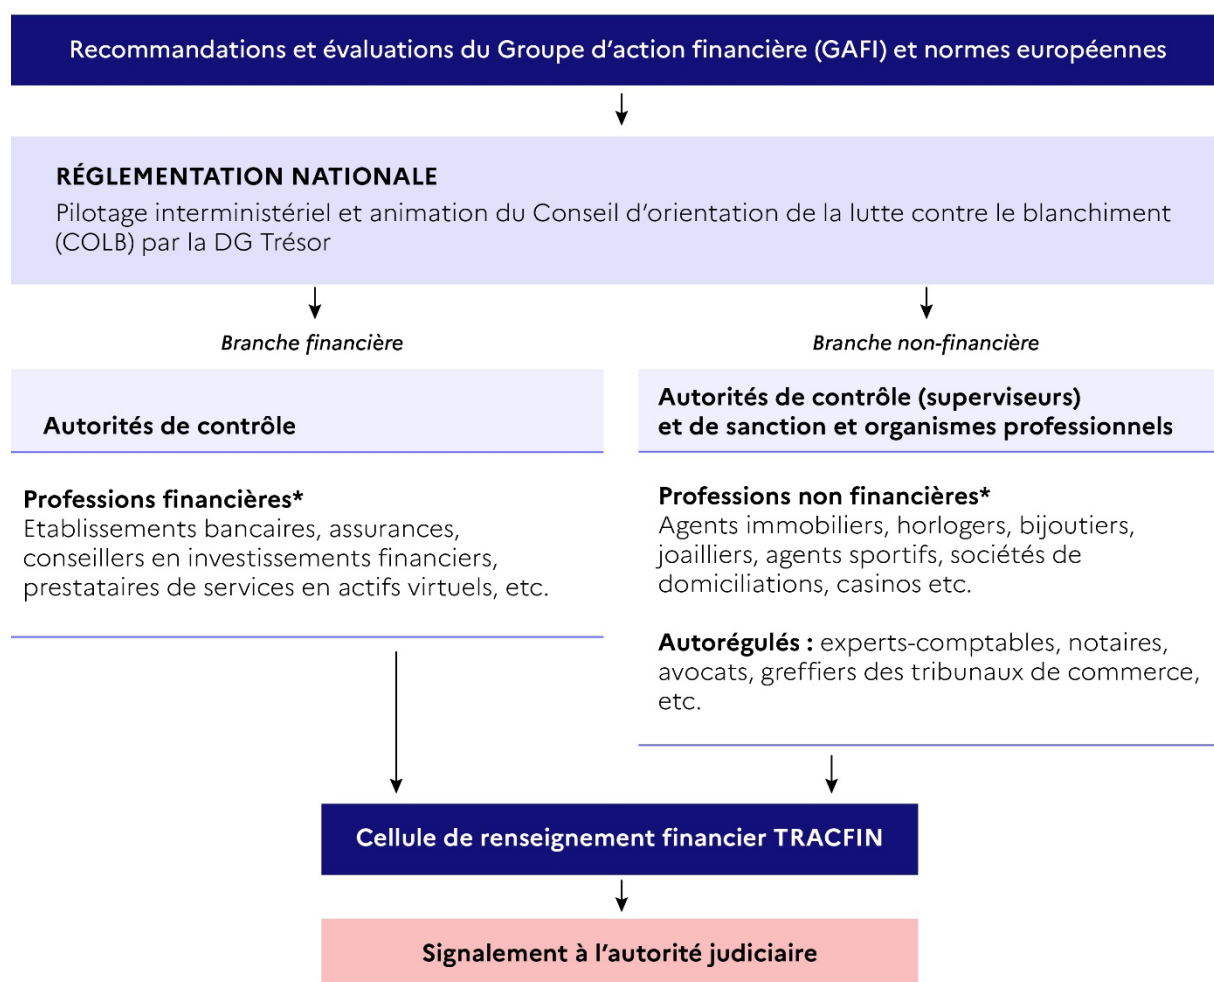 Recommandations et évaluations du Groupe d’action financière (GAFI) et normes européennes
RÉGLEMENTATION NATIONALE
Pilotage interministériel et animation du Conseil d’orientation de la lutte contre le blanchiment
(COLB) par la DG Trésor
Branche financière
Branche non-financière
Autorités de contrôle
Autorités de contrôle (superviseurs)
et de sanction et organismes professionnels
Professions financières*
Etablissements bancaires, assurances,
conseillers en investissements financiers,
prestataires de services en actifs virtuels, etc.
Professions non financières*
Agents immobiliers, horlogers, bijoutiers,
joailliers, agents sportifs, sociétés de
domiciliations, casinos etc.
Autorégulés : experts-comptables, notaires,
avocats, greffiers des tribunaux de commerce,
etc.
Cellule de renseignement financier TRACFIN
Signalement à l’autorité judiciaire